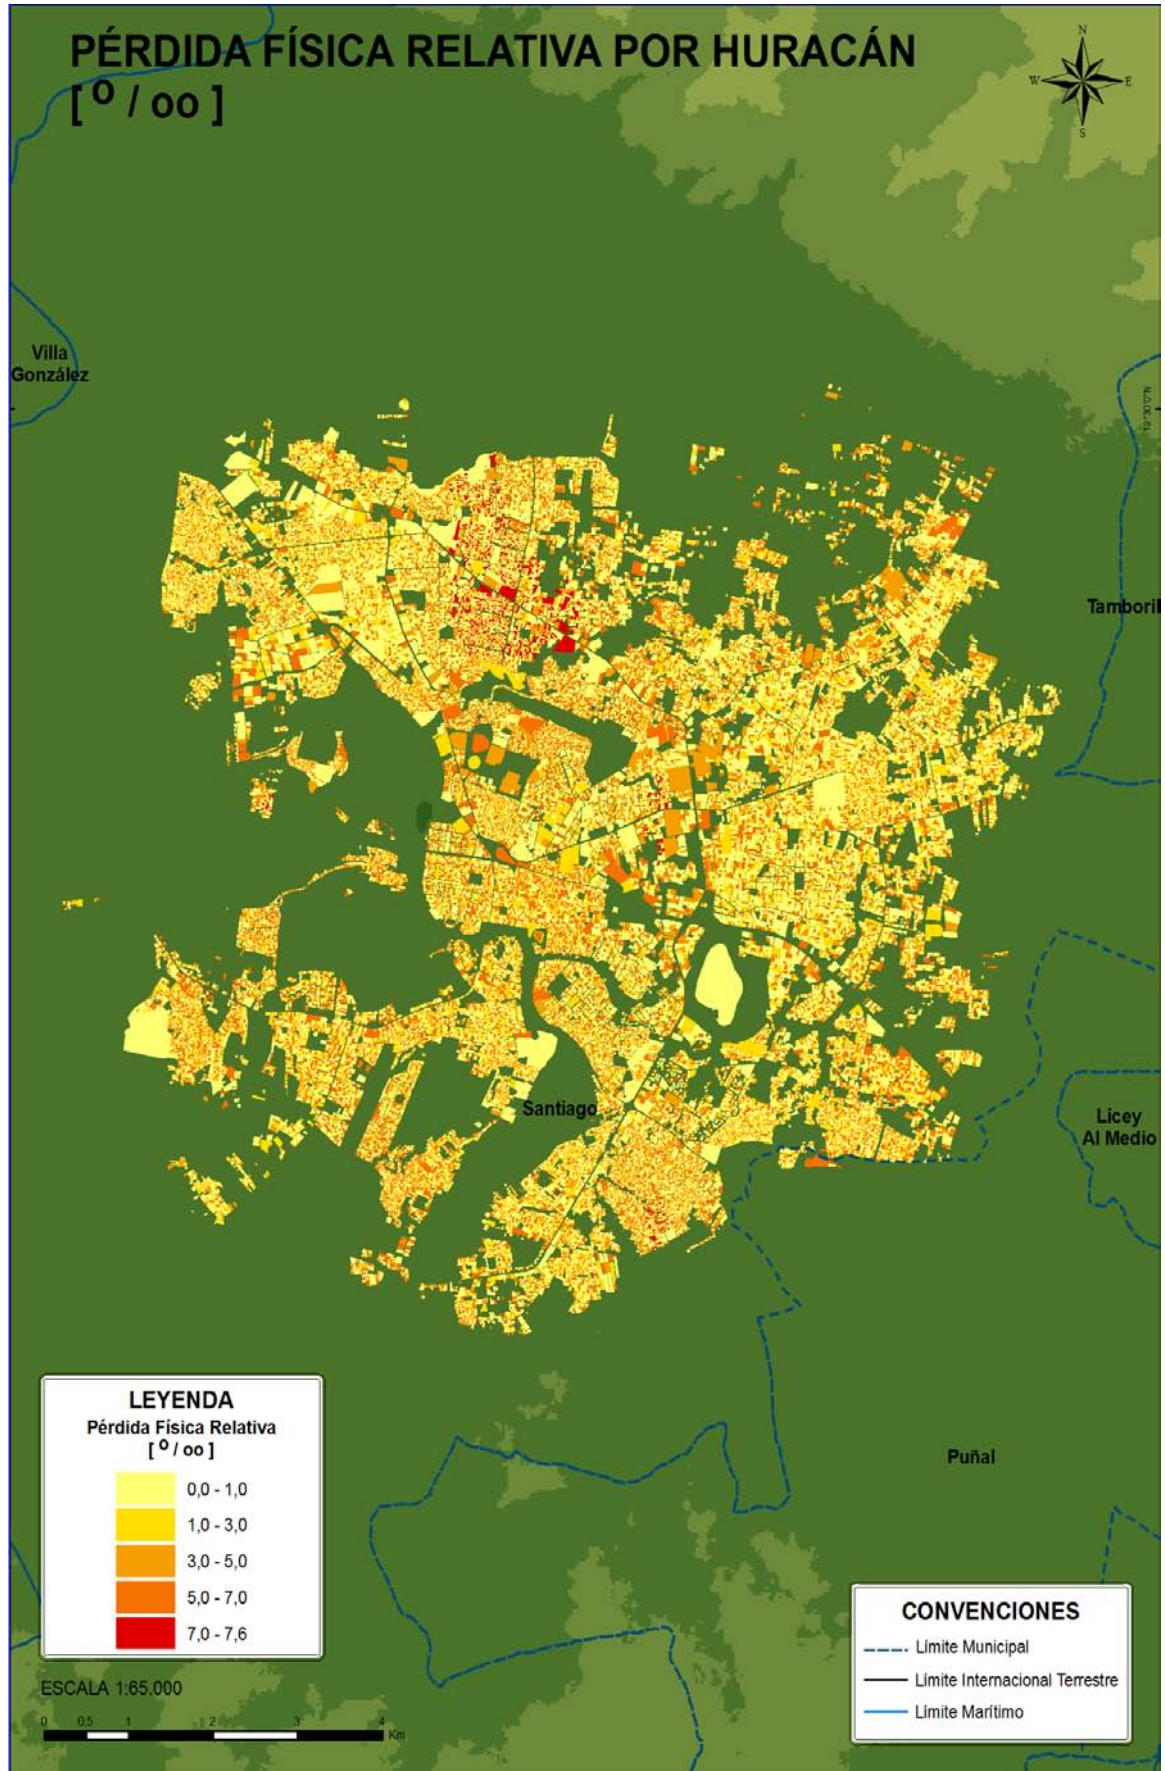 PÉRDIDA FÍSICA RELATIVA POR HURACÁN
[ º / oo ]
N
W
E
S
Villa
González
Tamboril
Santiago
Licey
Al Medio
Puñal
LEYENDA
Pérdida Física Relativa
[ º / oo ]
0,0 - 1,0
1,0 - 3,0
3,0 - 5,0
5,0 - 7,0
7,0 - 7,6
ESCALA 1:65.000
0 0,5 1 2 3 4
Km
CONVENCIONES
Límite Municipal
Límite Internacional Terrestre
Límite Marítimo